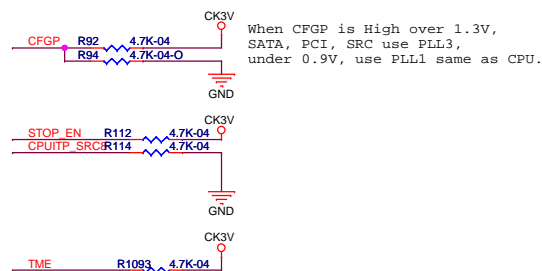 CK3V
When CFGP is High over 1.3V,
CFGP R92 4.7K-04
SATA, PCI, SRC use PLL3,
R94 4.7K-04-O
under 0.9V, use PLL1 same as CPU.
GND
CK3V
STOP_EN R112 4.7K-04
CPUITP_SRC8 R114 4.7K-04
GND
CK3V
TME R1093 4.7K-04